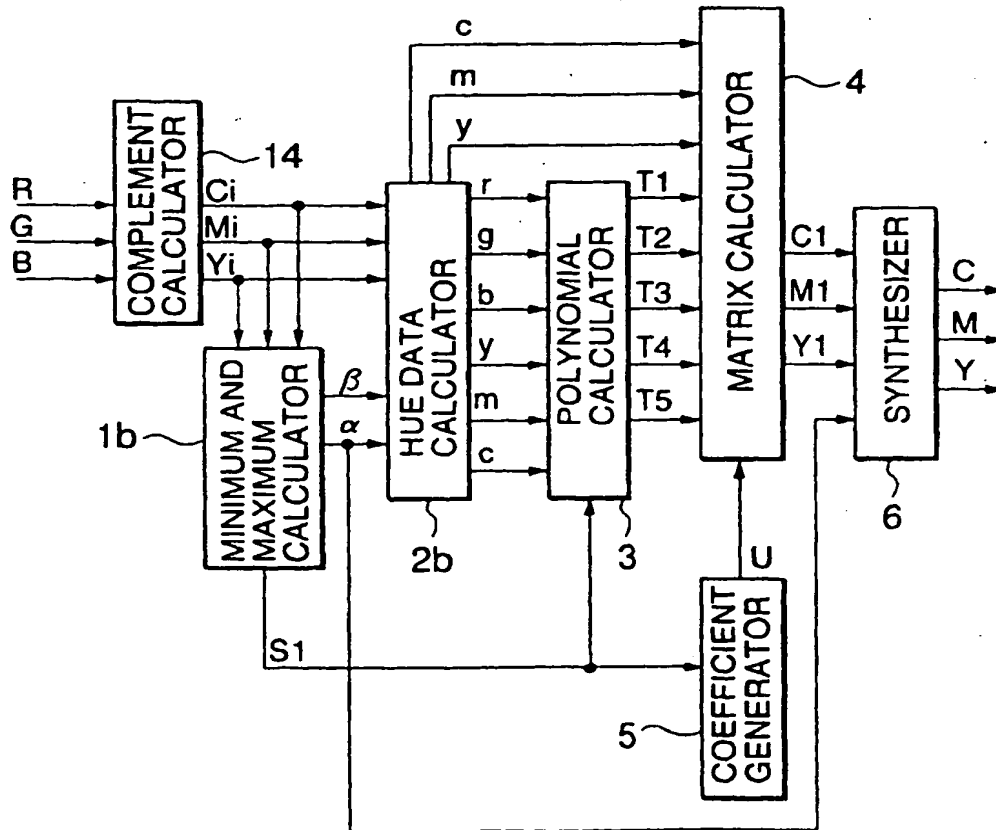 c
m
y
4
MATRIX CALCULATOR
COMPLEMENT
CALCULATOR
14
R
G
B
Ci
Mi
Yi
HUE DATA
CALCULATOR
2b
r
g
b
y
m
c
POLYNOMIAL
CALCULATOR
3
T1
T2
T3
T4
T5
C1
M1
Y1
SYNTHESIZER
6
C
M
Y
MINIMUM AND
MAXIMUM
CALCULATOR
1b
β
α
S1
U
COEFFICIENT
GENERATOR
5